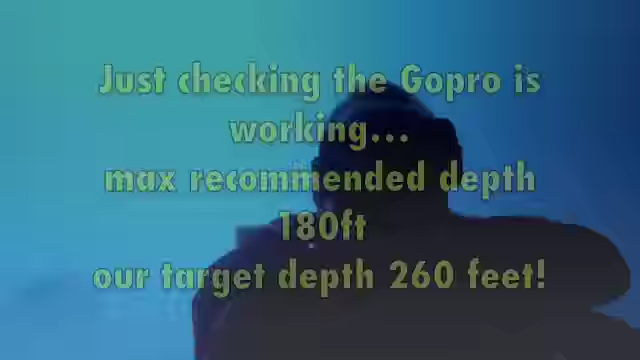 Just checking the Gopro is
working...
max recommended depth
180ft
our target depth 260 feet!